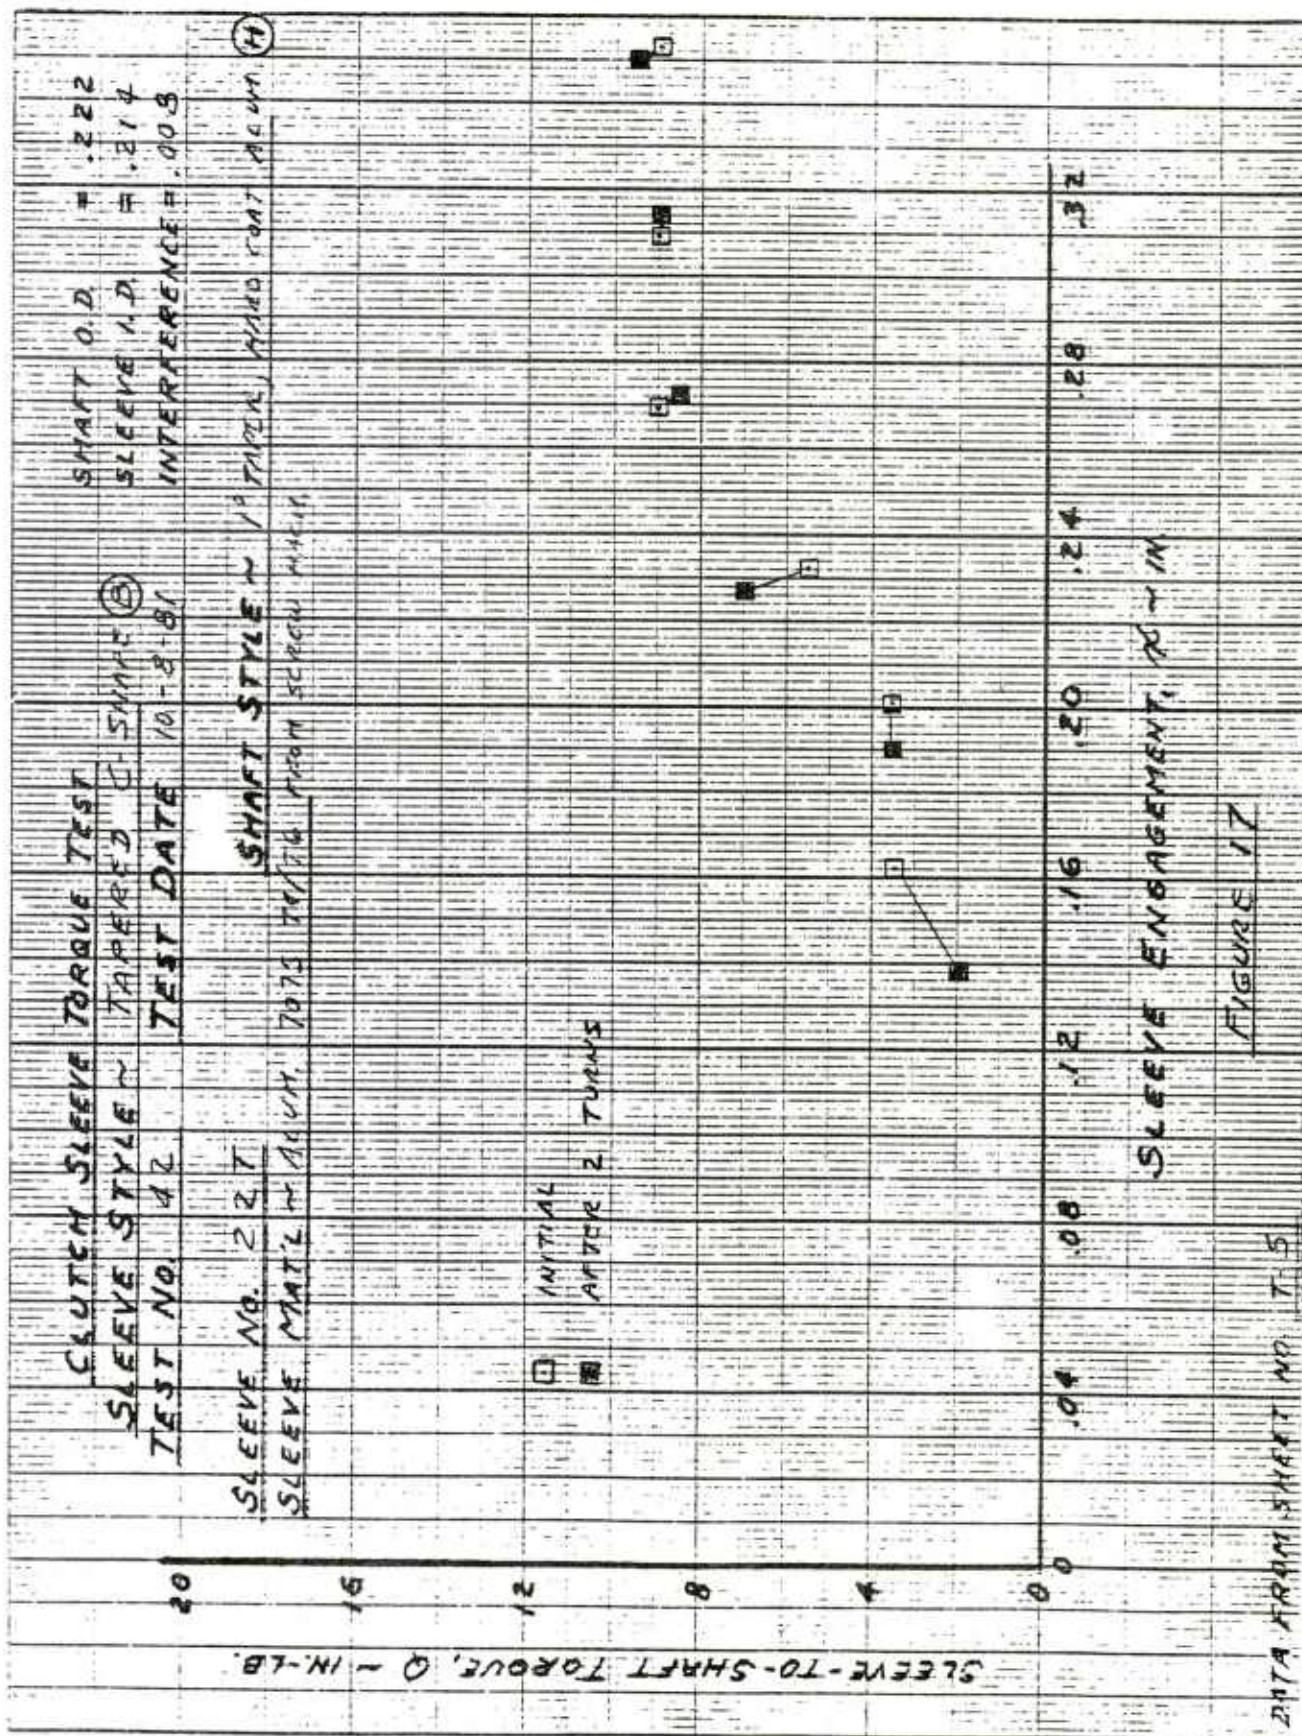 CLUTCH SLEEVE TORQUE TEST
SLEEVE STYLE ~ TAPERED C-SHAPE (B)
TEST NO. 42 TEST DATE 10-8-81
SHAFT O.D. = .222
SLEEVE I.D. = .214
INTERFERENCE = .008
SLEEVE NO. 22T
SHAFT STYLE ~ 1° TAPER, HARD COAT ALUM. (H)
SLEEVE MAT'L ~ ALUM. 7075 FROM SCREW MACH.
INITIAL
AFTER 2 TURNS
SLEEVE-TO-SHAFT TORQUE, Q ~ IN.-LB.
20
16
12
8
4
0
0
.04
.08
.12
.16
.20
.24
.28
.32
SLEEVE ENGAGEMENT, X ~ IN.
FIGURE 17
DATA FROM SHEET NO. T-5